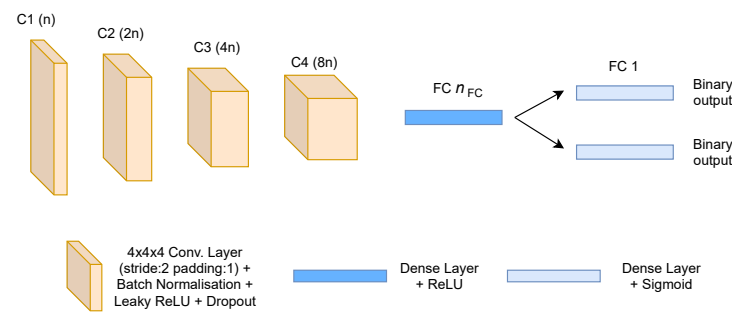 C1 (n)
C2 (2n)
C3 (4n)
C4 (8n)
FC n FC
FC 1
Binary
output
Binary
output
4x4x4 Conv. Layer
(stride:2 padding:1) +
Batch Normalisation +
Leaky ReLU + Dropout
Dense Layer
+ ReLU
Dense Layer
+ Sigmoid